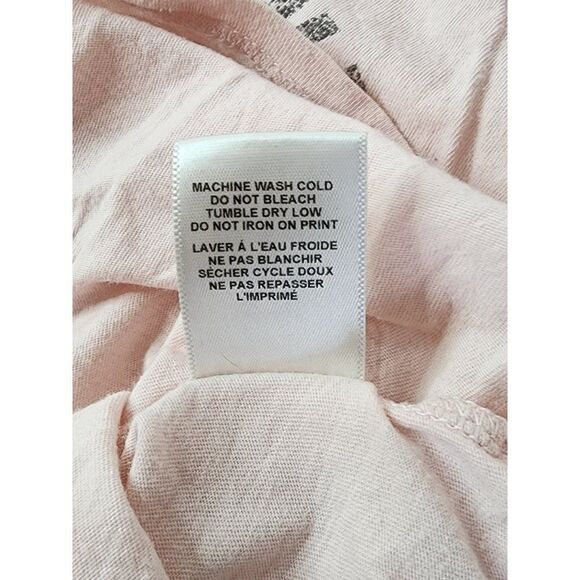 MACHINE WASH COLD
DO NOT BLEACH
TUMBLE DRY LOW
DO NOT IRON ON PRINT
LAVER Á L'EAU FROIDE
NE PAS BLANCHIR
SÉCHER CYCLE DOUX
NE PAS REPASSER
L'IMPRIMÉ